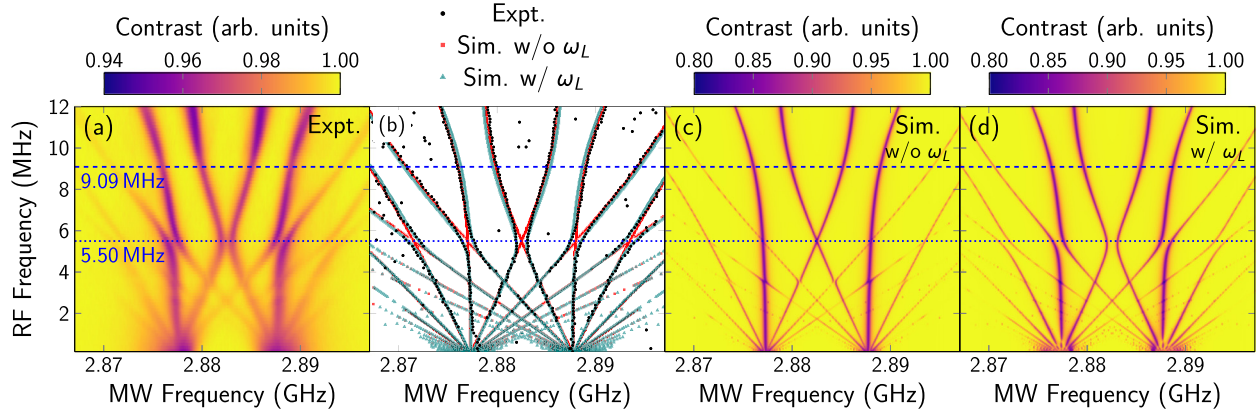 Contrast (arb. units)
0.94 0.96 0.98 1.00
Expt.
Sim. w/o ωL
Sim. w/ ωL
Contrast (arb. units)
0.80 0.85 0.90 1.00
Contrast (arb. units)
0.80 0.85 0.90 1.00
RF Frequency (MHz)
12
10
8
6
4
2
(a)
Expt.
9.09 MHz
5.50 MHz
2.87 2.88 2.89
MW Frequency (GHz)
(b)
2.87 2.88 2.89
MW Frequency (GHz)
(c)
Sim.
w/o ωL
2.87 2.88 2.89
MW Frequency (GHz)
(d)
Sim.
w/ ωL
2.87 2.88 2.89
MW Frequency (GHz)